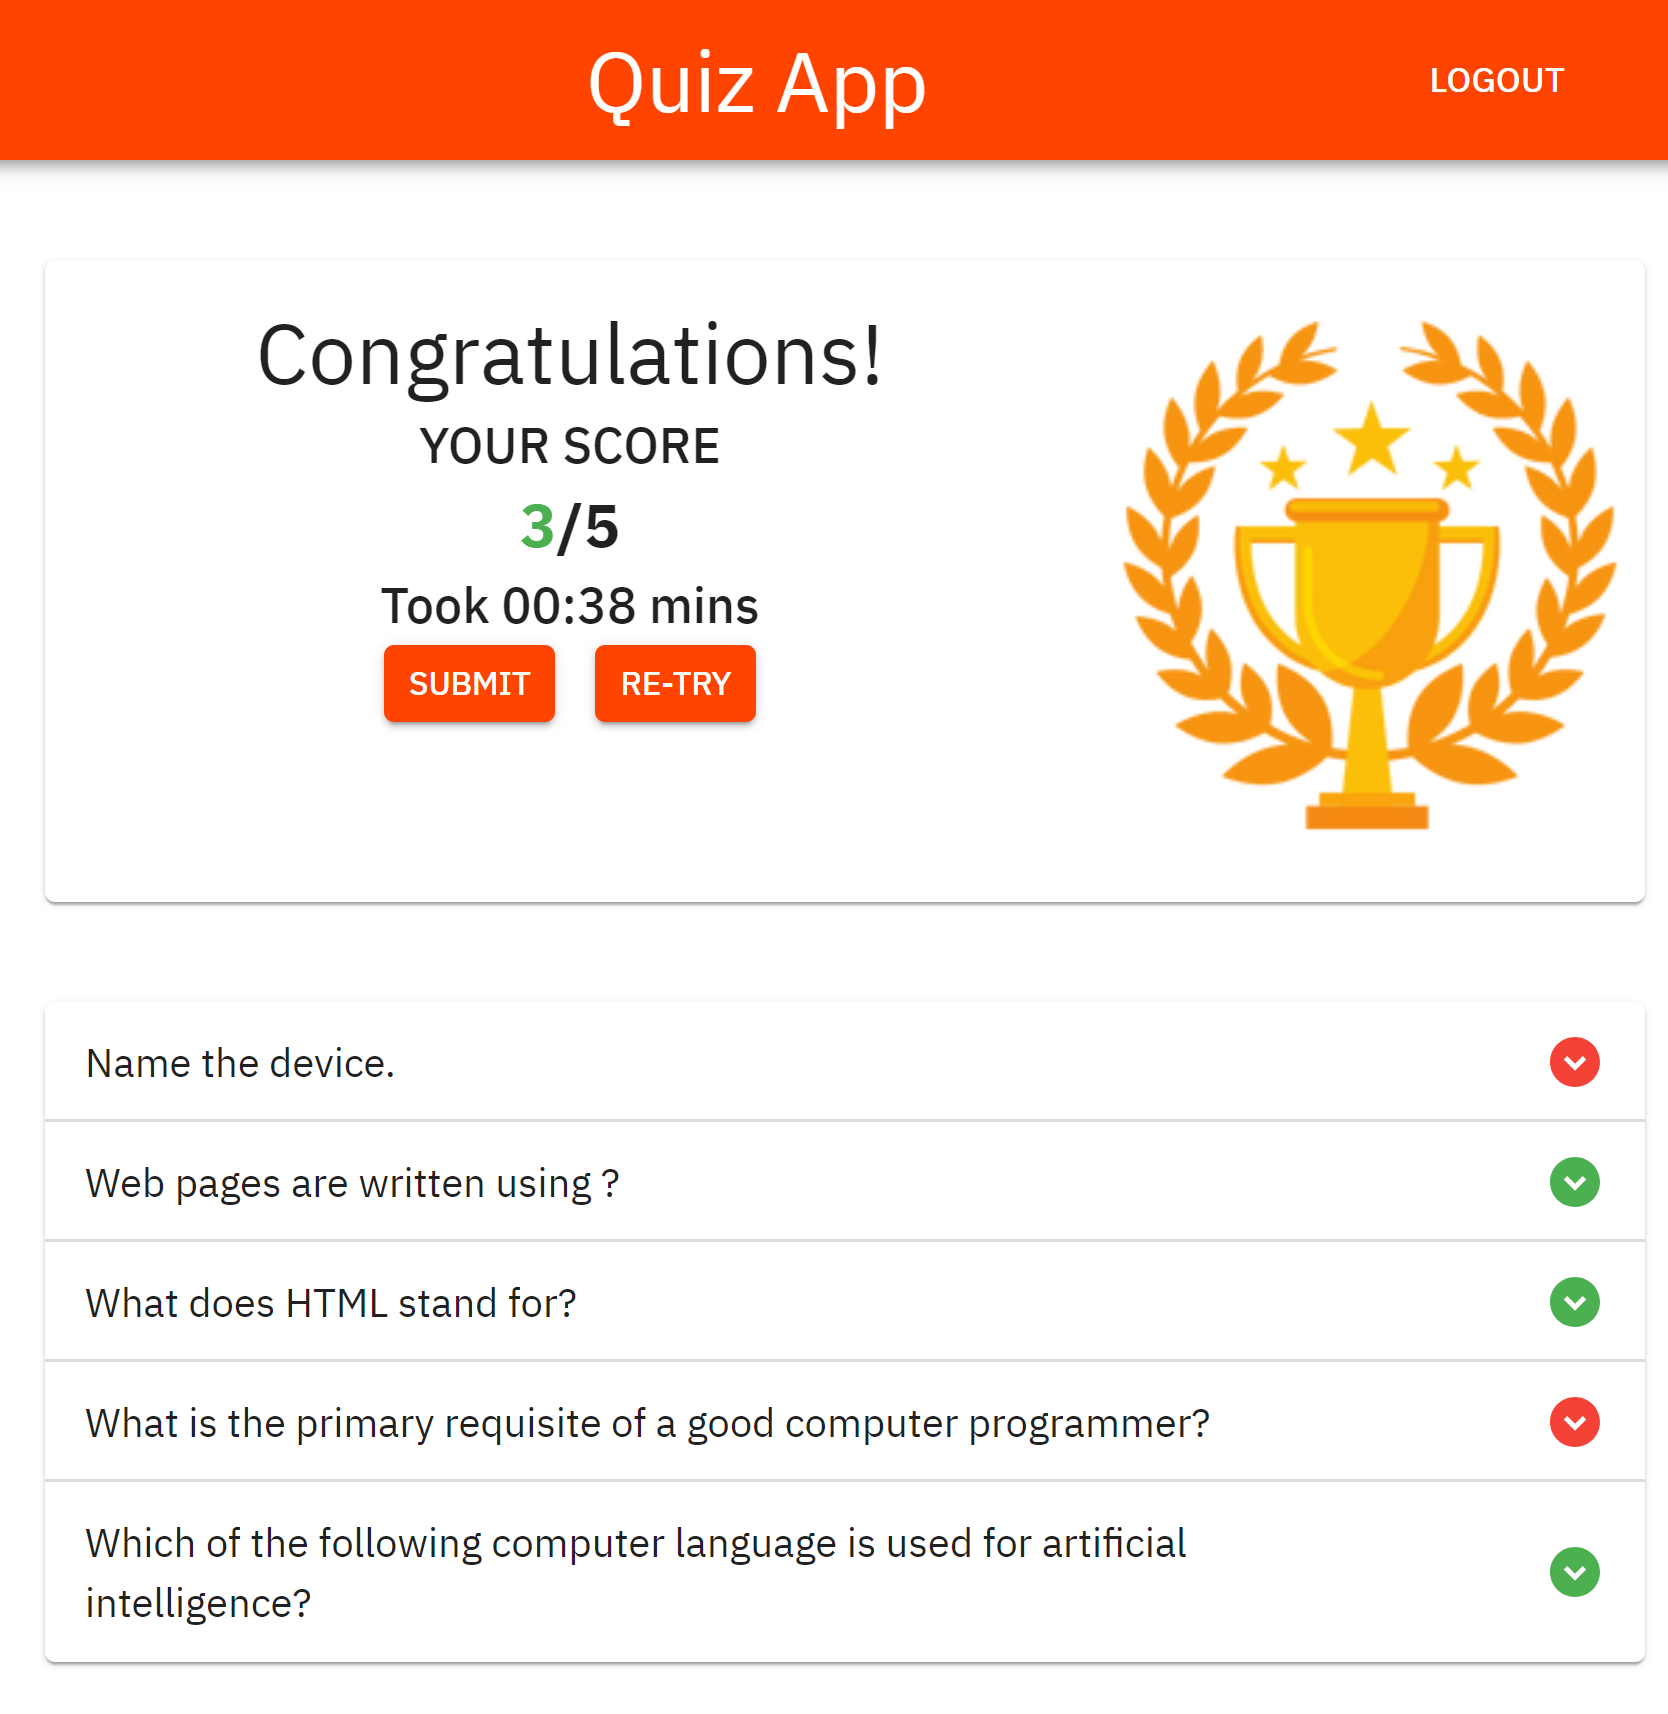 Quiz App
LOGOUT
Congratulations!
YOUR SCORE
3/5
Took 00:38 mins
SUBMIT
RE-TRY
Name the device.
Web pages are written using ?
What does HTML stand for?
What is the primary requisite of a good computer programmer?
Which of the following computer language is used for artificial
intelligence?